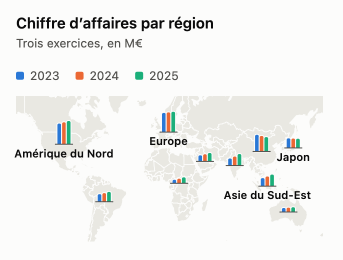 Chiffre d’affaires par région
Trois exercices, en M€
2023 2024 2025
Amérique du Nord
Europe
Japon
Asie du Sud-Est